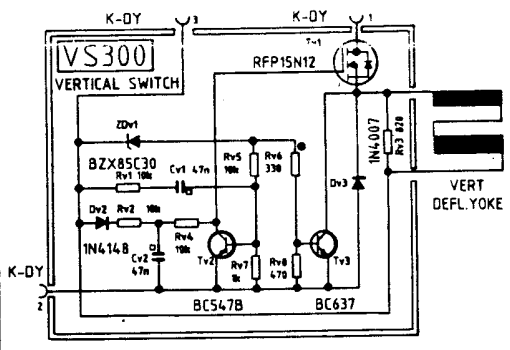 K-DY 3
K-DY 1
VS300
VERTICAL SWITCH
Tv1
RFP15N12
ZDv1
BZX85C30
Cv1 47n
Rv5 10k
Rv6 330
1N4007
Rv3 820
Rv1 10k
Dv3
VERT
DEFL.YOKE
Dv2 Rv2 10k
1N4148
Rv4 10k
Cv2 47n
Tv2
Rv7 1k
Rv8 470
Tv3
K-DY
2
BC547B
BC637